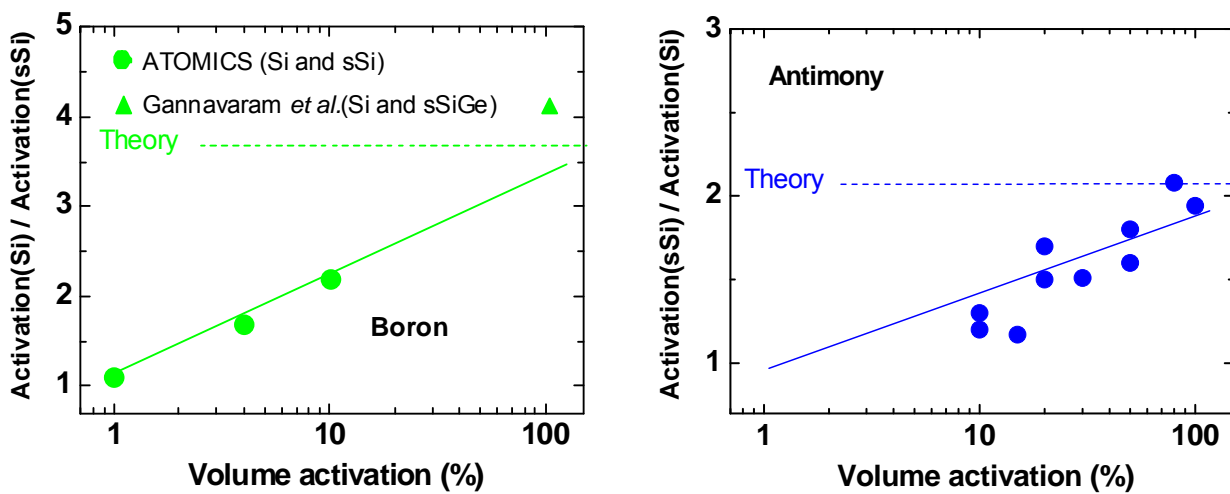 5
4
3
2
1
Activation(Si) / Activation(sSi)
ATOMICS (Si and sSi)
Gannavaram et al.(Si and sSiGe)
Theory
Boron
1
10
100
Volume activation (%)
3
2
1
Activation(sSi) / Activation(Si)
Antimony
Theory
1
10
100
Volume activation (%)